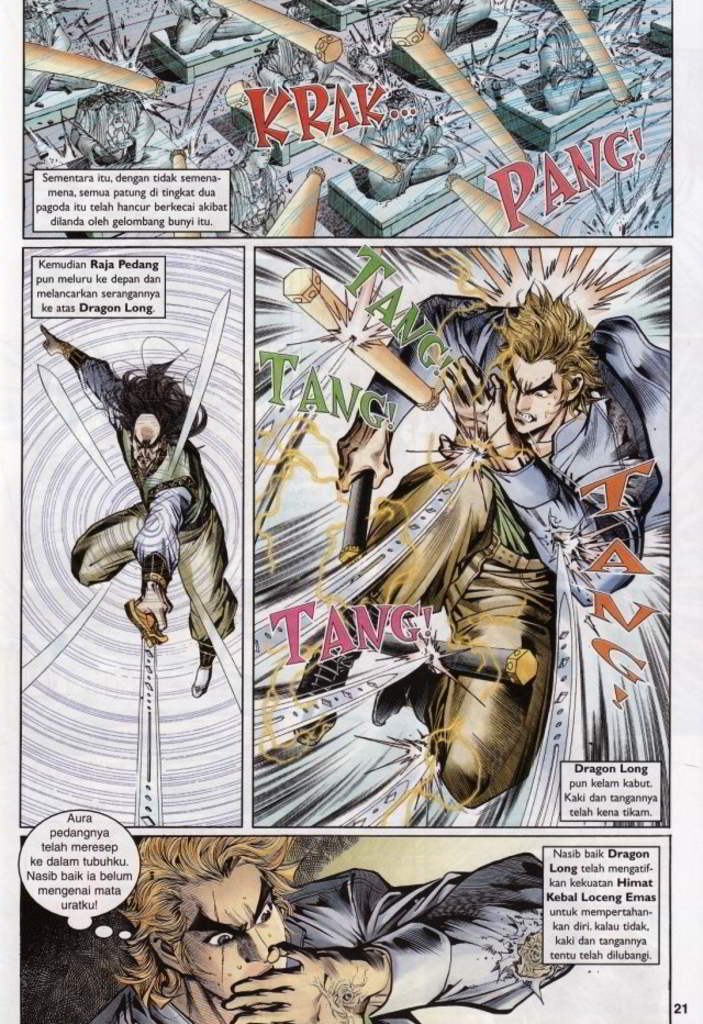 KRAK...
PANG!
Sementara itu, dengan tidak semena-
mena, semua patung di tingkat dua
pagoda itu telah hancur berkecai akibat
dilanda oleh gelombang bunyi itu.
Kemudian Raja Pedang
pun meluru ke depan dan
melancarkan serangannya
ke atas Dragon Long.
TANG!
TANG!
TANG!
TANG!
Dragon Long
pun kelam kabut.
Kaki dan tangannya
telah kena tikam.
Aura
pedangnya
telah meresep
ke dalam tubuhku.
Nasib baik ia belum
mengenai mata
uratku!
Nasib baik Dragon
Long telah mengatif-
kan kekuatan Himat
Kebal Loceng Emas
untuk mempertahan-
kan diri. kalau tidak,
kaki dan tangannya
tentu telah dilubangi.
21